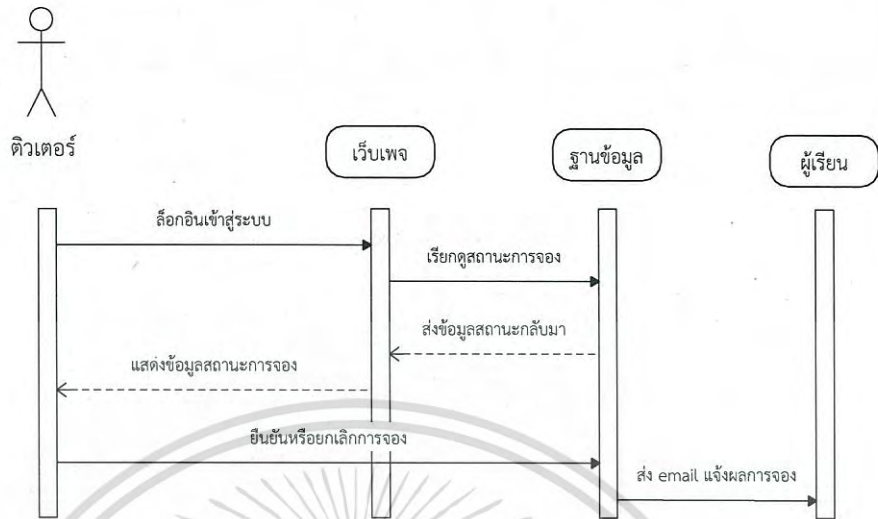 ติวเตอร์
เว็บเพจ
ฐานข้อมูล
ผู้เรียน
ล็อกอินเข้าสู่ระบบ
เรียกดูสถานะการจอง
ส่งข้อมูลสถานะกลับมา
แสดงข้อมูลสถานะการจอง
ยืนยันหรือยกเลิกการจอง
ส่ง email แจ้งผลการจอง